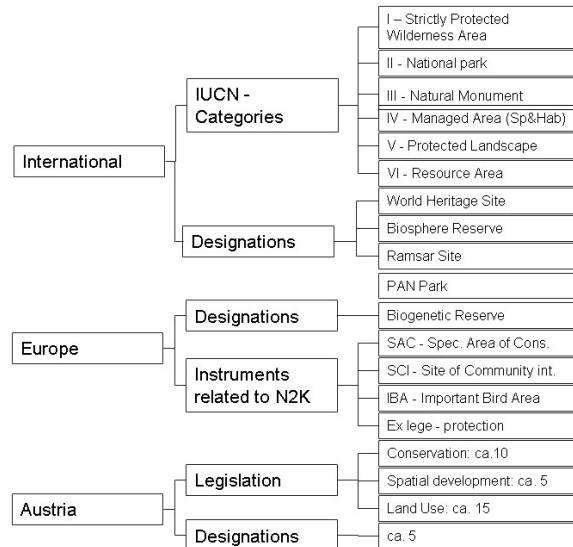 International
IUCN -
Categories
I – Strictly Protected
Wilderness Area
II - National park
III - Natural Monument
IV - Managed Area (Sp&Hab)
V - Protected Landscape
VI - Resource Area
Designations
World Heritage Site
Biosphere Reserve
Ramsar Site
Europe
Designations
PAN Park
Biogenetic Reserve
Instruments
related to N2K
SAC - Spec. Area of Cons.
SCI - Site of Community int.
IBA - Important Bird Area
Ex lege - protection
Austria
Legislation
Conservation: ca.10
Spatial development: ca. 5
Land Use: ca. 15
Designations
ca. 5